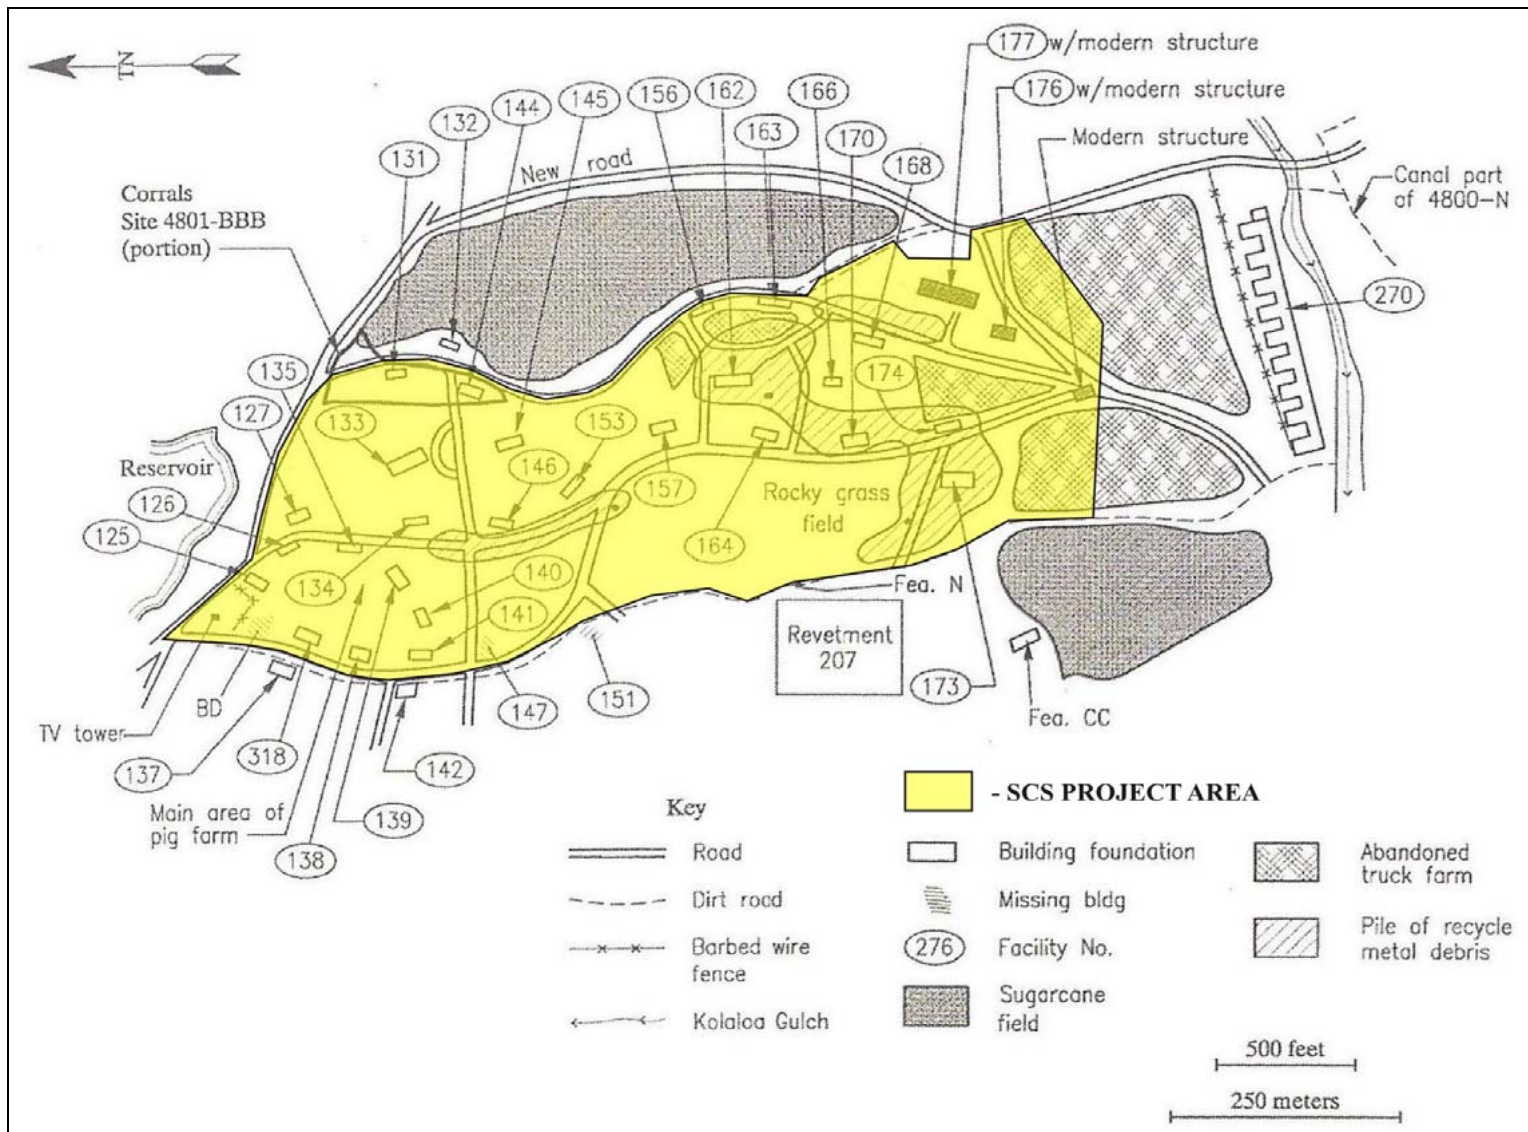 N
177 w/modern structure
176 w/modern structure
Modern structure
Canal part
of 4800-N
270
131
132
144
145
156
162
163
166
170
168
New road
Corrals
Site 4801-BBB
(portion)
135
127
133
Reservoir
126
125
134
146
153
157
174
164
Rocky grass
field
140
141
Fea. N
Revetment
207
173
Fea. CC
151
147
142
BD
TV tower
137
318
Main area of
pig farm
138
139
Key
- SCS PROJECT AREA
Road
Dirt road
Barbed wire
fence
Kolaloa Gulch
Building foundation
Missing bldg
276 Facility No.
Sugarcane
field
Abandoned
truck farm
Pile of recycle
metal debris
500 feet
250 meters